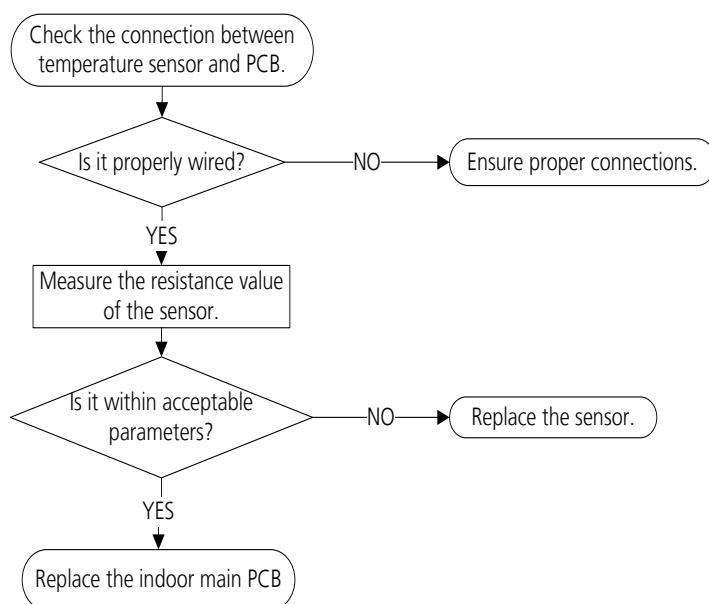 Check the connection between
temperature sensor and PCB.
Is it properly wired?
NO
Ensure proper connections.
YES
Measure the resistance value
of the sensor.
Is it within acceptable
parameters?
NO
Replace the sensor.
YES
Replace the indoor main PCB